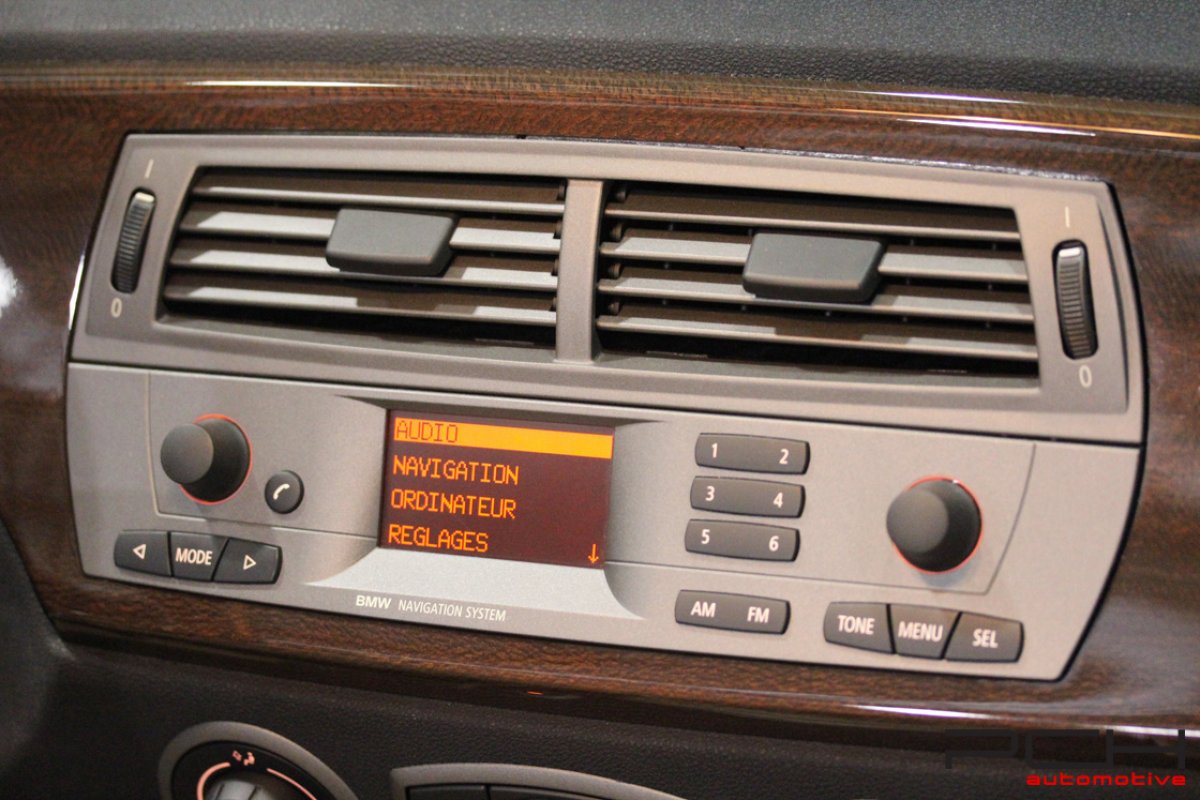 I
I
0
0
AUDIO
NAVIGATION
ORDINATEUR
REGLAGES
1 2
3 4
5 6
MODE
BMW NAVIGATION SYSTEM
AM FM
TONE MENU SEL
PCH
automotive